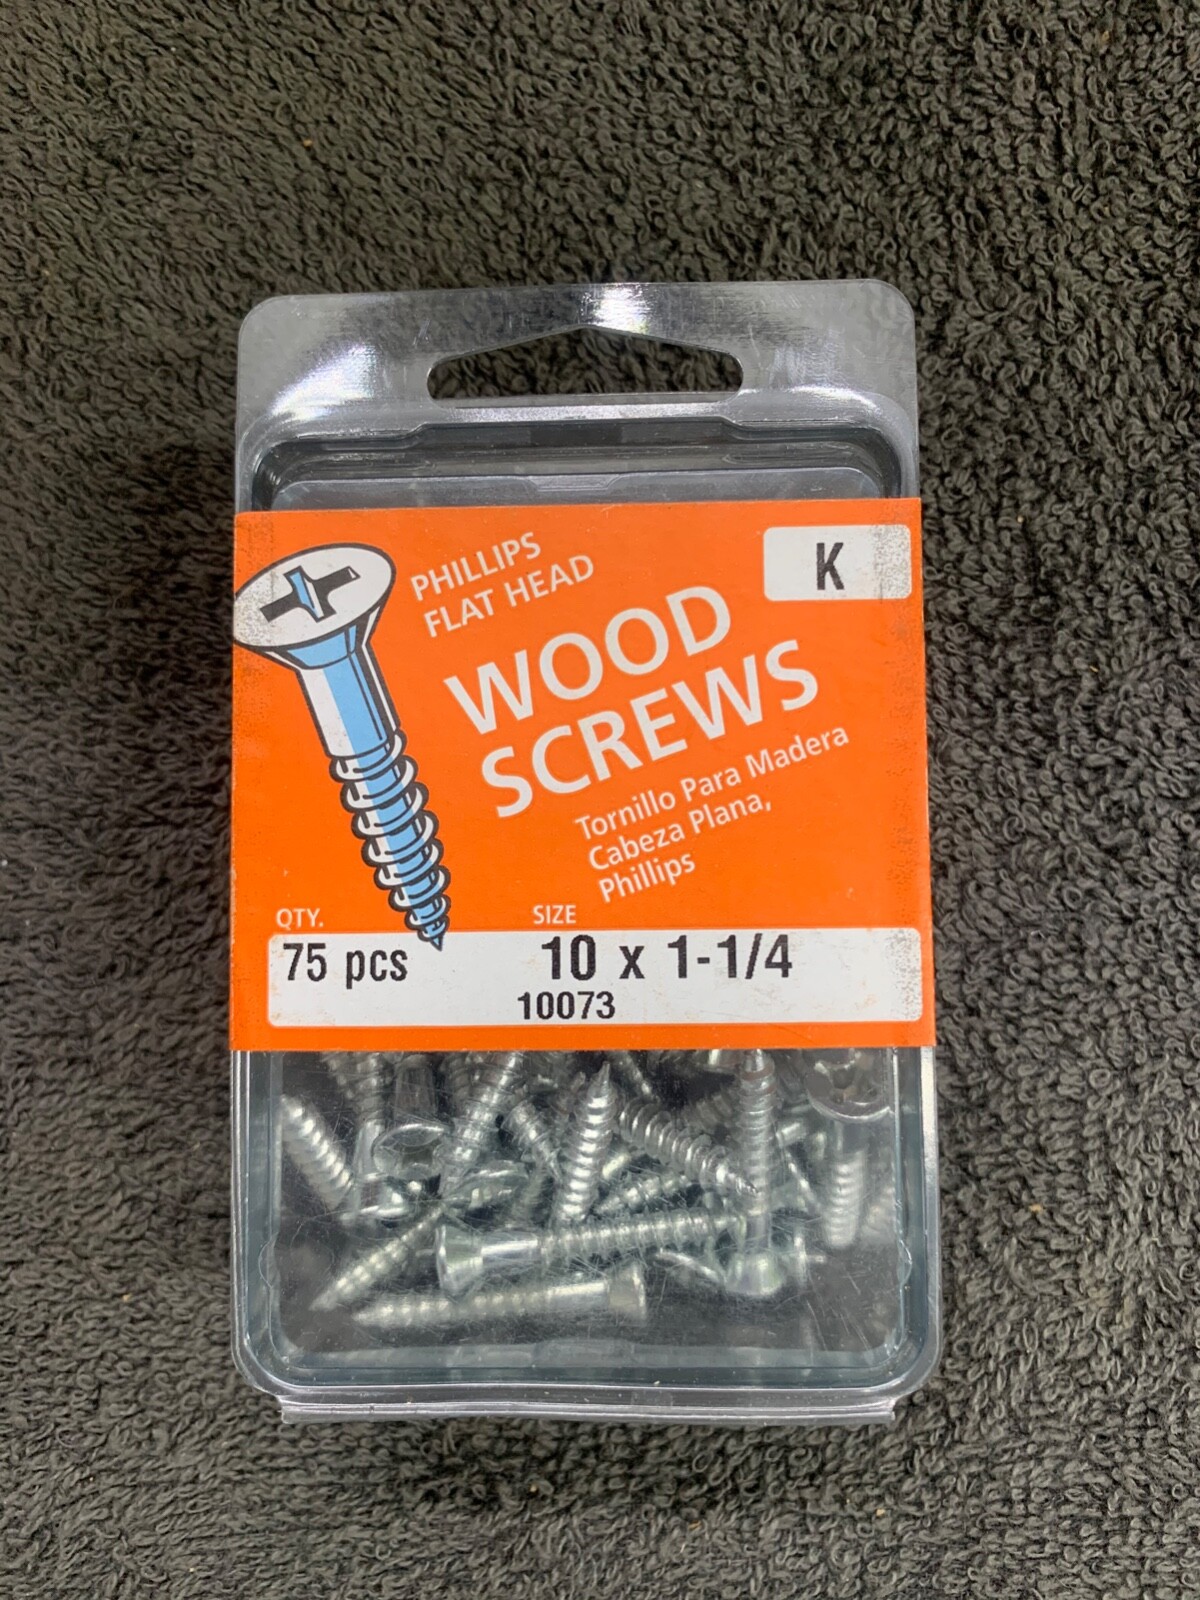 PHILLIPS
FLAT HEAD
K
WOOD
SCREWS
Tornillo Para Madera
Cabeza Plana,
Phillips
QTY.
SIZE
75 pcs
10 x 1-1/4
10073